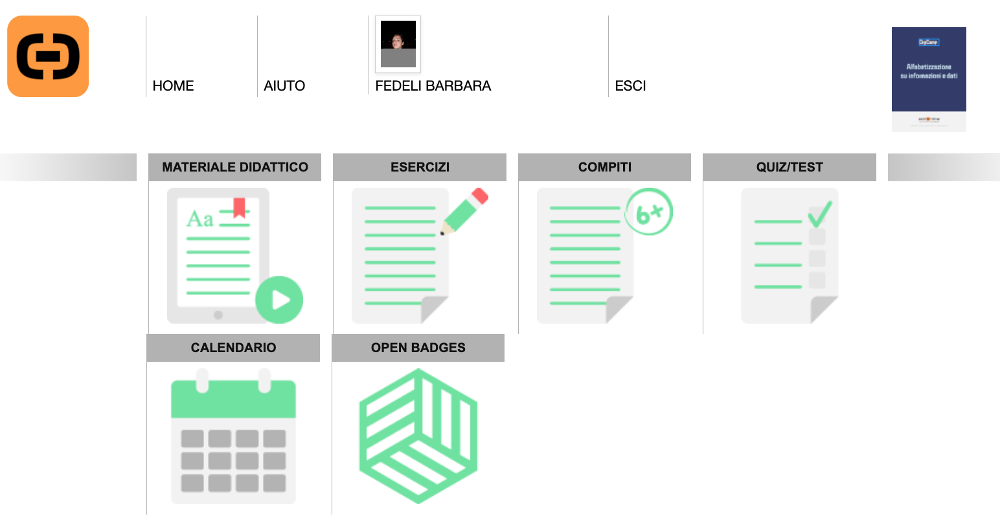 HOME
AIUTO
FEDELI BARBARA
ESCI
DigComp
Alfabetizzazione
su informazioni e dati
MATERIALE DIDATTICO
ESERCIZI
COMPITI
QUIZ/TEST
Aa
6+
CALENDARIO
OPEN BADGES